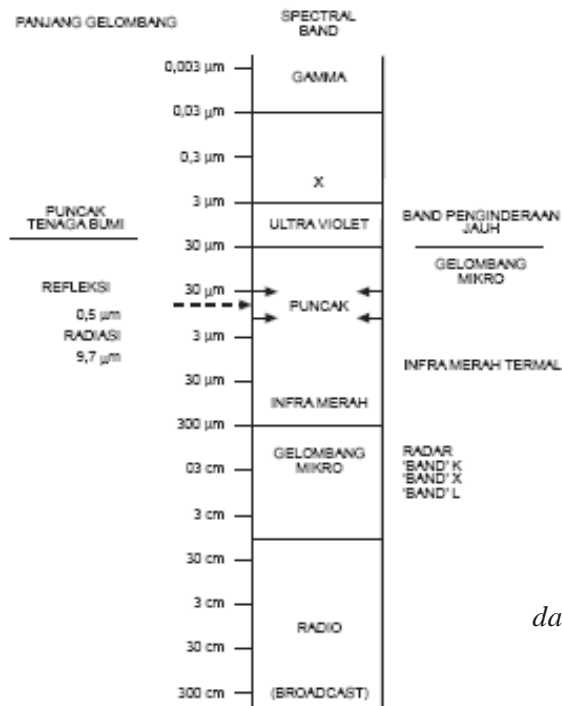 PANJANG GELOMBANG
SPECTRAL
BAND
0,003 µm
GAMMA
0,03 µm
0,3 µm
X
3 µm
PUNCAK
TENAGA BUMI
ULTRA VIOLET
BAND PENGINDERAAN
JAUH
30 µm
GELOMBANG
MIKRO
REFLEKSI
30 µm
PUNCAK
0,5 µm
RADIASI
3 µm
9,7 µm
INFRA MERAH TERMAL
30 µm
INFRA MERAH
300 µm
GELOMBANG
MIKRO
RADAR
'BAND' K
'BAND' X
'BAND' L
03 cm
3 cm
30 cm
3 cm
da
RADIO
30 cm
300 cm
(BROADCAST)